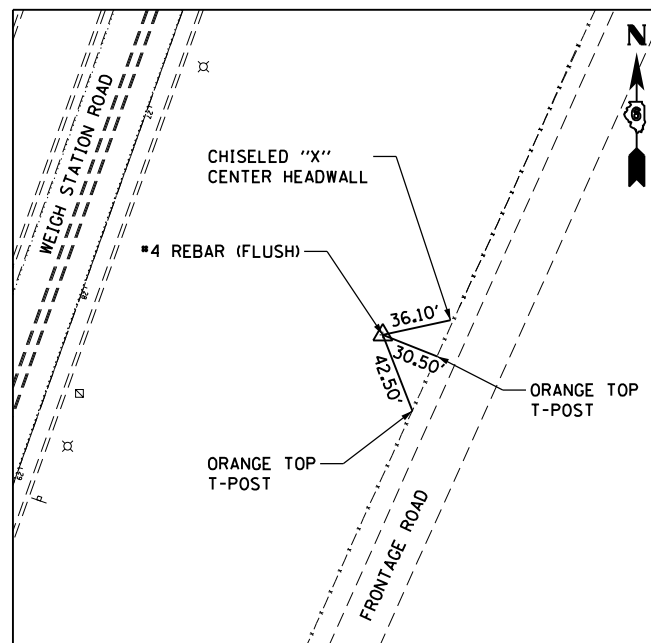 N
6
WEIGH STATION ROAD
CHISELED "X"
CENTER HEADWALL
#4 REBAR (FLUSH)
36.10'
30.50'
42.50'
ORANGE TOP
T-POST
ORANGE TOP
T-POST
FRONTAGE ROAD